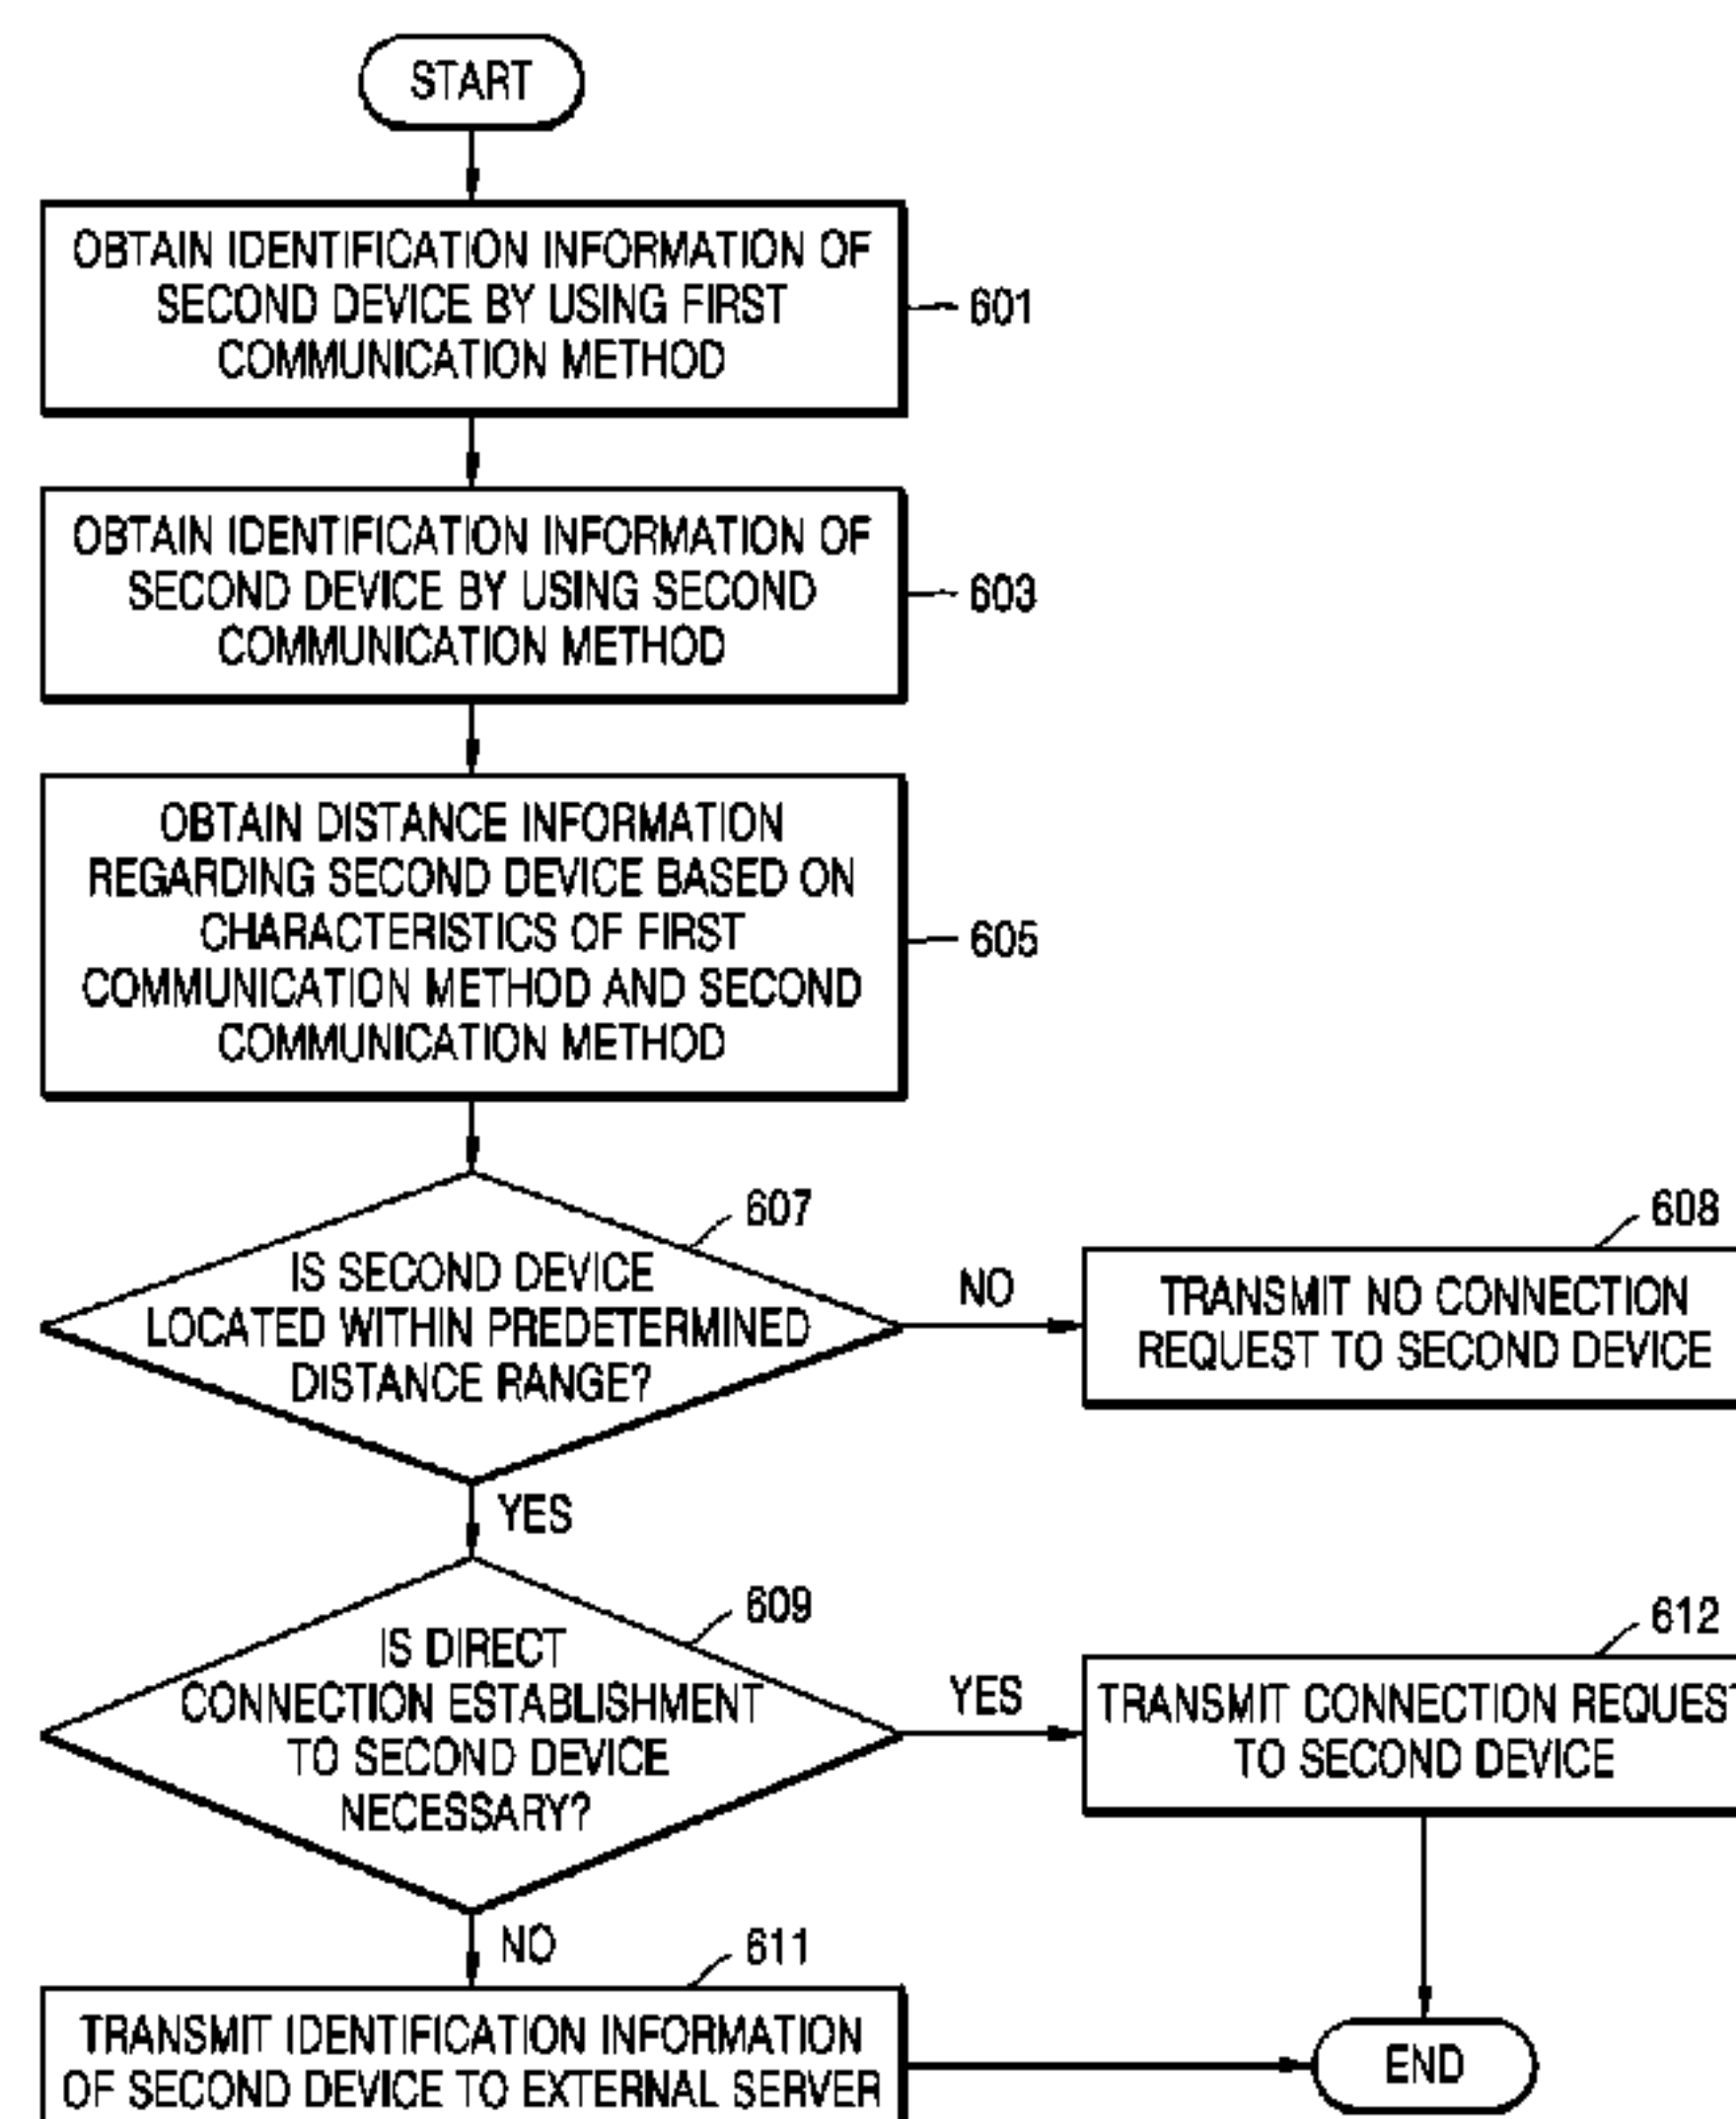 START
OBTAIN IDENTIFICATION INFORMATION OF
SECOND DEVICE BY USING FIRST
COMMUNICATION METHOD
601
OBTAIN IDENTIFICATION INFORMATION OF
SECOND DEVICE BY USING SECOND
COMMUNICATION METHOD
603
OBTAIN DISTANCE INFORMATION
REGARDING SECOND DEVICE BASED ON
CHARACTERISTICS OF FIRST
COMMUNICATION METHOD AND SECOND
COMMUNICATION METHOD
605
607
IS SECOND DEVICE
LOCATED WITHIN PREDETERMINED
DISTANCE RANGE?
NO
608
TRANSMIT NO CONNECTION
REQUEST TO SECOND DEVICE
YES
609
IS DIRECT
CONNECTION ESTABLISHMENT
TO SECOND DEVICE
NECESSARY?
YES
612
TRANSMIT CONNECTION REQUEST
TO SECOND DEVICE
NO
611
TRANSMIT IDENTIFICATION INFORMATION
OF SECOND DEVICE TO EXTERNAL SERVER
END